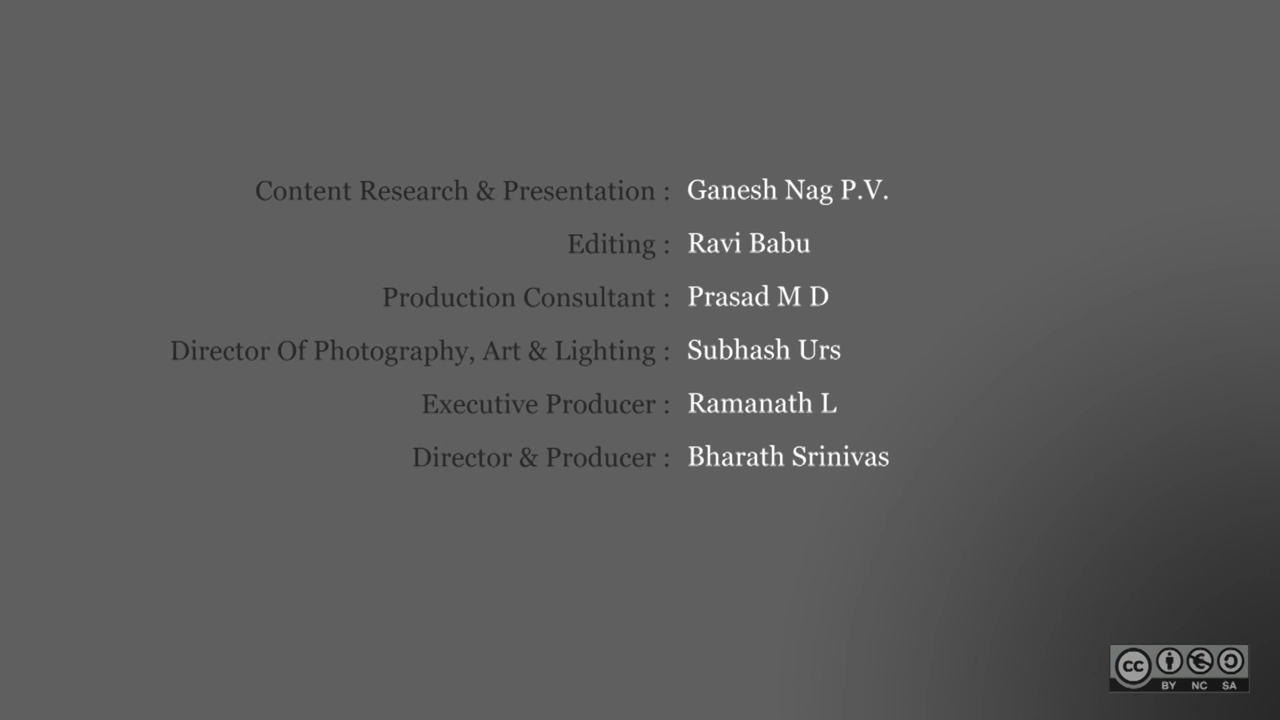 Content Research & Presentation : Ganesh Nag P.V.
Editing : Ravi Babu
Production Consultant : Prasad M D
Director Of Photography, Art & Lighting : Subhash Urs
Executive Producer : Ramanath L
Director & Producer : Bharath Srinivas
cc
BY NC SA